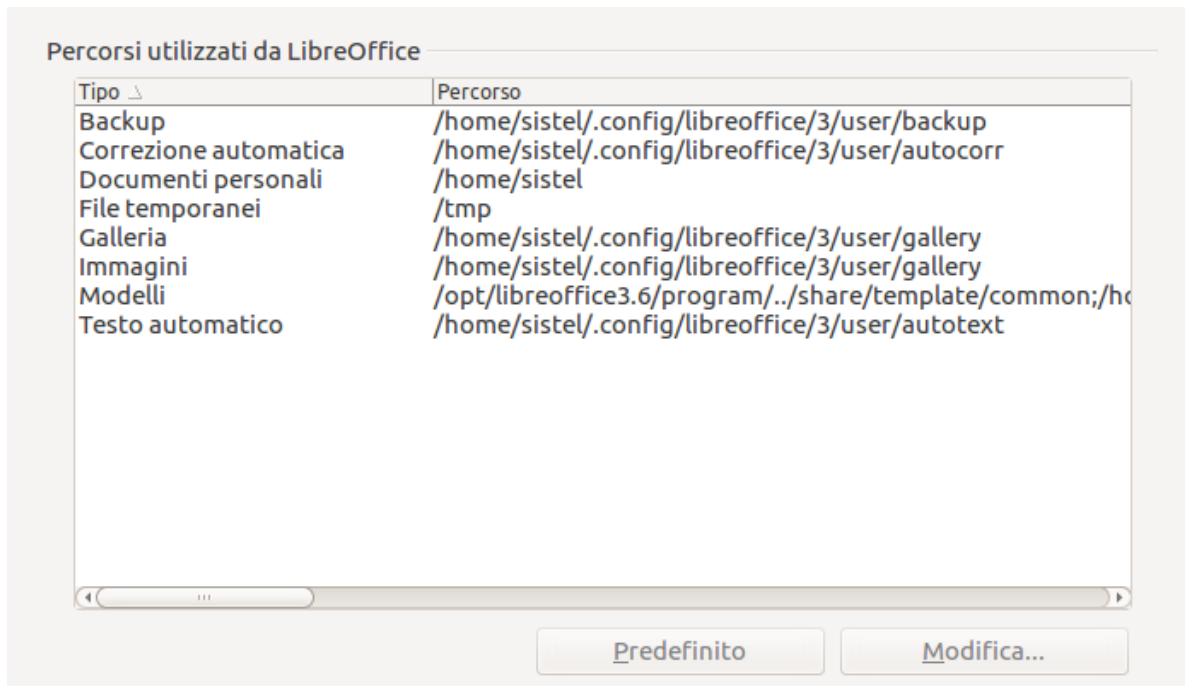 Percorsi utilizzati da LibreOffice
Tipo Percorso
Backup /home/sistel/.config/libreoffice/3/user/backup
Correzione automatica /home/sistel/.config/libreoffice/3/user/autocorr
Documenti personali /home/sistel
File temporanei /tmp
Galleria /home/sistel/.config/libreoffice/3/user/gallery
Immagini /home/sistel/.config/libreoffice/3/user/gallery
Modelli /opt/libreoffice3.6/program/../share/template/common;/ho
Testo automatico /home/sistel/.config/libreoffice/3/user/autotext
Predefinito Modifica...